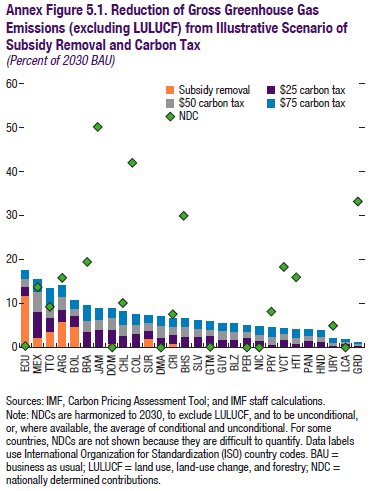 Annex Figure 5.1. Reduction of Gross Greenhouse Gas
Emissions (excluding LULUCF) from Illustrative Scenario of
Subsidy Removal and Carbon Tax
(Percent of 2030 BAU)
60
50
40
30
20
10
0
Subsidy removal
$25 carbon tax
$50 carbon tax
$75 carbon tax
NDC
ECU
MEX
TTO
ARG
BOL
BRA
JAM
DOM
CHL
COL
SUR
DMA
CRI
BHS
SLV
GTM
GUY
BLZ
PER
NIC
PRY
VCT
HTI
PAN
HND
URY
LCA
GRD
Sources: IMF, Carbon Pricing Assessment Tool; and IMF staff calculations.
Note: NDCs are harmonized to 2030, to exclude LULUCF, and to be unconditional,
or, where available, the average of conditional and unconditional. For some
countries, NDCs are not shown because they are difficult to quantify. Data labels
use International Organization for Standardization (ISO) country codes. BAU =
business as usual; LULUCF = land use, land-use change, and forestry; NDC =
nationally determined contributions.